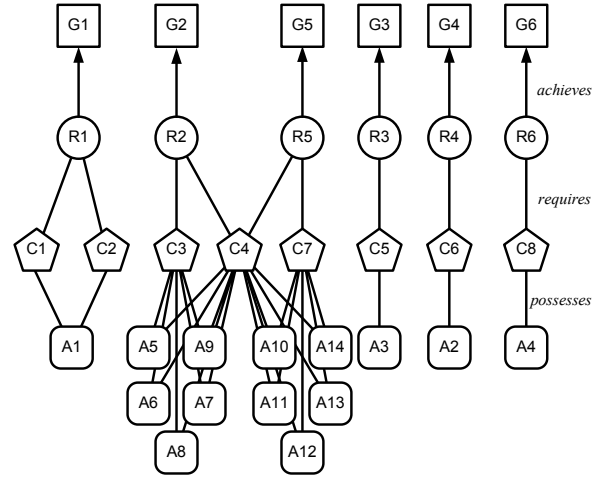 G1 G2 G5 G3 G4 G6
achieves
R1 R2 R5 R3 R4 R6
requires
C1 C2 C3 C4 C7 C5 C6 C8
possesses
A1 A5 A9 A10 A14 A3 A2 A4
A6 A7 A11 A13
A8 A12